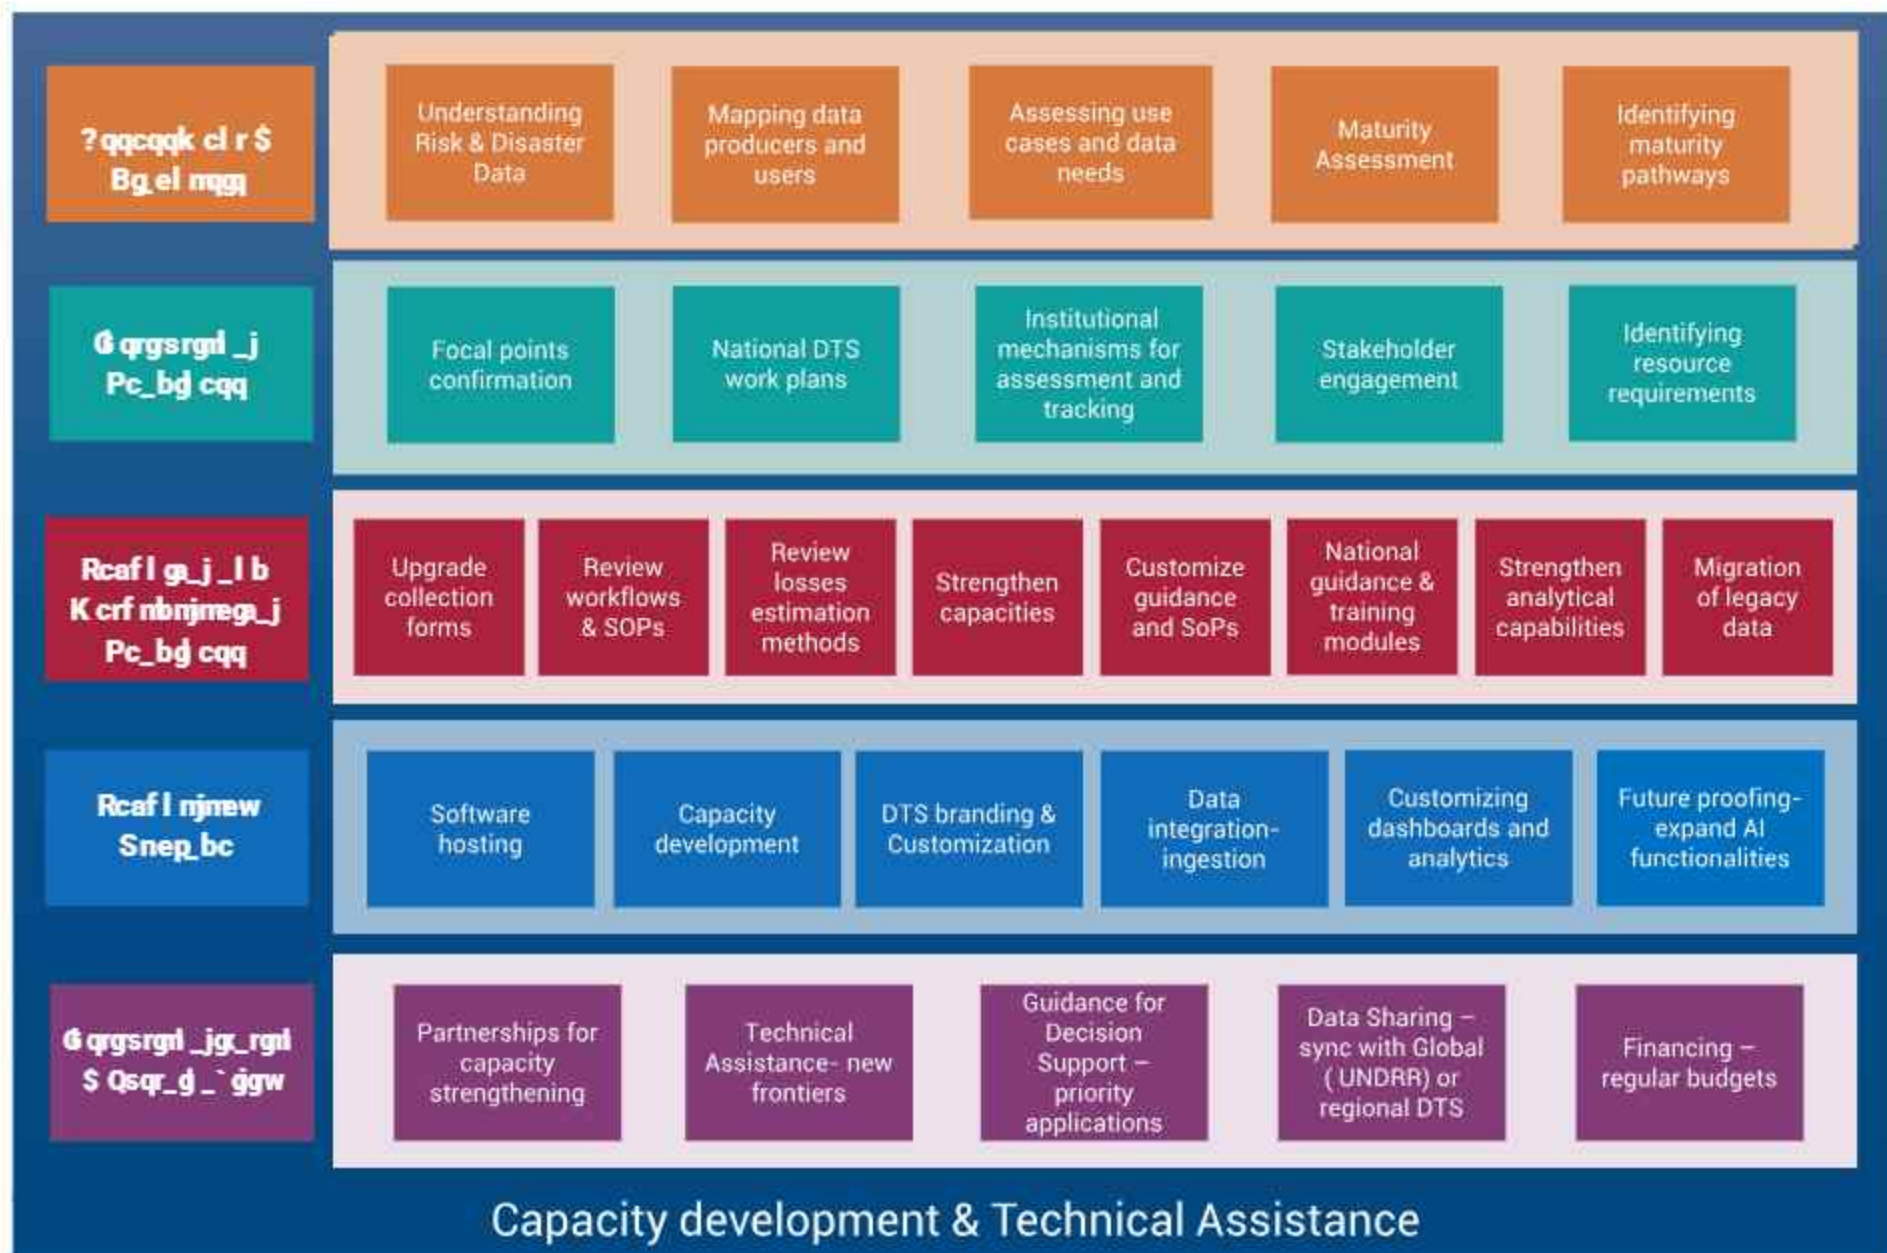 ?qqcqqk cl r $
Understanding
Risk & Disaster
Data
Mapping data
producers and
users
Assessing use
cases and data
needs
Maturity
Assessment
Identifying
maturity
pathways
Focal points
confirmation
National DTS
work plans
Institutional
mechanisms for
assessment and
tracking
Stakeholder
engagement
Identifying
resource
requirements
Upgrade
collection
forms
Review
workflows
& SOPs
Review
losses
estimation
methods
Strengthen
capacities
Customize
guidance
and SoPs
National
guidance &
training
modules
Strengthen
analytical
capabilities
Migration
of legacy
data
Software
hosting
Capacity
development
DTS branding &
Customization
Data
integration-
ingestion
Customizing
dashboards and
analytics
Future proofing-
expand AI
functionalities
Partnerships for
capacity
strengthening
Technical
Assistance- new
frontiers
Guidance for
Decision
Support –
priority
applications
Data Sharing –
sync with Global
( UNDRR) or
regional DTS
Financing –
regular budgets
Capacity development & Technical Assistance